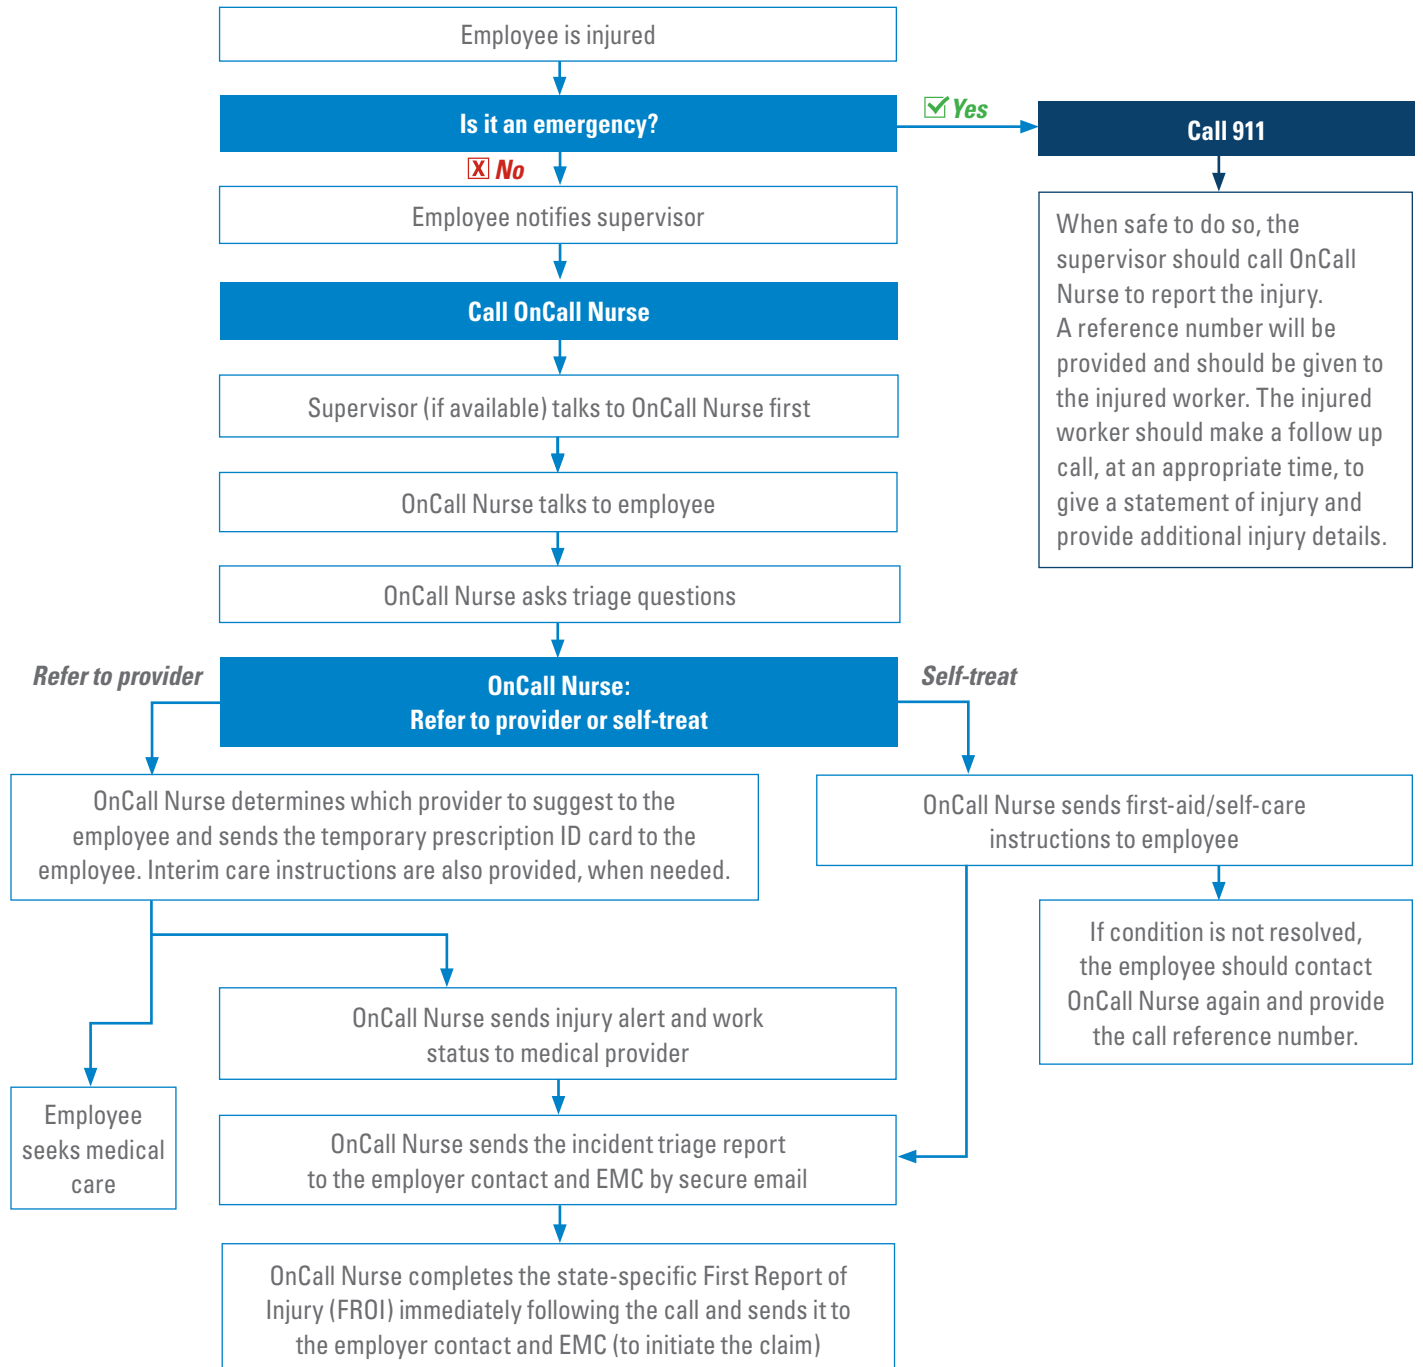 Employee is injured
Is it an emergency?
Yes
Call 911
X No
Employee notifies supervisor
When safe to do so, the
supervisor should call OnCall
Nurse to report the injury.
A reference number will be
provided and should be given to
the injured worker. The injured
worker should make a follow up
call, at an appropriate time, to
give a statement of injury and
provide additional injury details.
Call OnCall Nurse
Supervisor (if available) talks to OnCall Nurse first
OnCall Nurse talks to employee
OnCall Nurse asks triage questions
Refer to provider
OnCall Nurse:
Refer to provider or self-treat
Self-treat
OnCall Nurse determines which provider to suggest to the
employee and sends the temporary prescription ID card to the
employee. Interim care instructions are also provided, when needed.
OnCall Nurse sends first-aid/self-care
instructions to employee
If condition is not resolved,
the employee should contact
OnCall Nurse again and provide
the call reference number.
OnCall Nurse sends injury alert and work
status to medical provider
Employee
seeks medical
care
OnCall Nurse sends the incident triage report
to the employer contact and EMC by secure email
OnCall Nurse completes the state-specific First Report of
Injury (FROI) immediately following the call and sends it to
the employer contact and EMC (to initiate the claim)